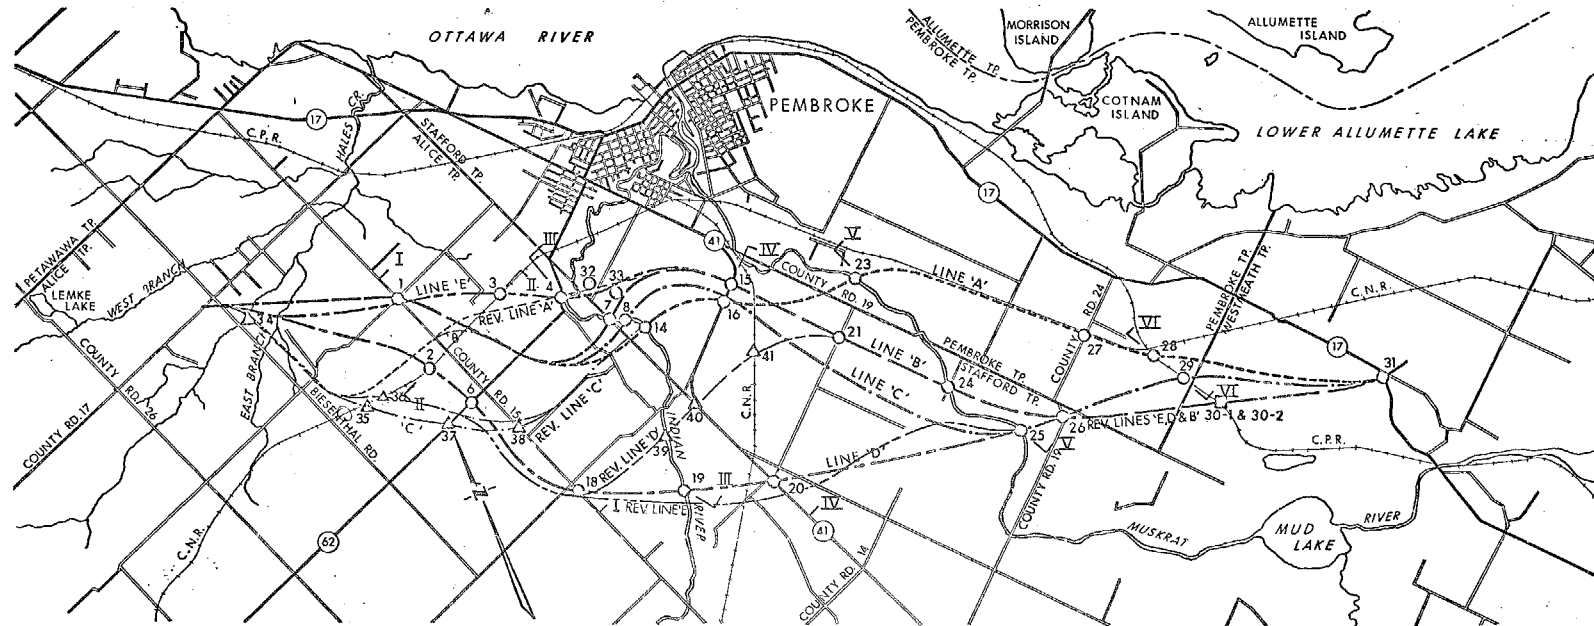 OTTAWA RIVER
ALLUMETTE TP.
PEMBROKE TP.
MORRISON
ISLAND
ALLUMETTE
ISLAND
COTNAM
ISLAND
LOWER ALLUMETTE LAKE
PEMBROKE
17
C.P.R.
HALES CR.
STAFFORD TP.
ALICE TP.
17
PETAWAWA TP.
ALICE TP.
LEMKE
LAKE
WEST BRANCH
EAST BRANCH
I
1
LINE 'E'
3
II
III
4
32
33
REV. LINE 'A'
7
8
14
41
IV
15
16
COUNTY RD. 19
V
23
LINE 'A'
RD. 24
COUNTY
27
PEMBROKE TP.
WESTMEATH TP.
C.N.R.
VI
28
29
17
31
34
2
6
COUNTY RD. 15
21
LINE 'B'
PEMBROKE TP.
STAFFORD TP.
24
LINE 'C'
41
C.N.R.
40
COUNTY RD. 26
COUNTY RD. 17
BIESENTHAL RD.
35
36
II
'C'
37
38
REV. LINE 'C'
REV. LINE 'D'
39
INDIAN
RIVER
18
19
III
20
LINE 'D'
25
26
V
REV. LINES 'E, D & B'
30-1 & 30-2
VI
C.P.R.
I
REV. LINE 'E'
IV
41
COUNTY RD. 19
COUNTY RD. 14
MUSKRAT
RIVER
MUD
LAKE
C.N.R.
62